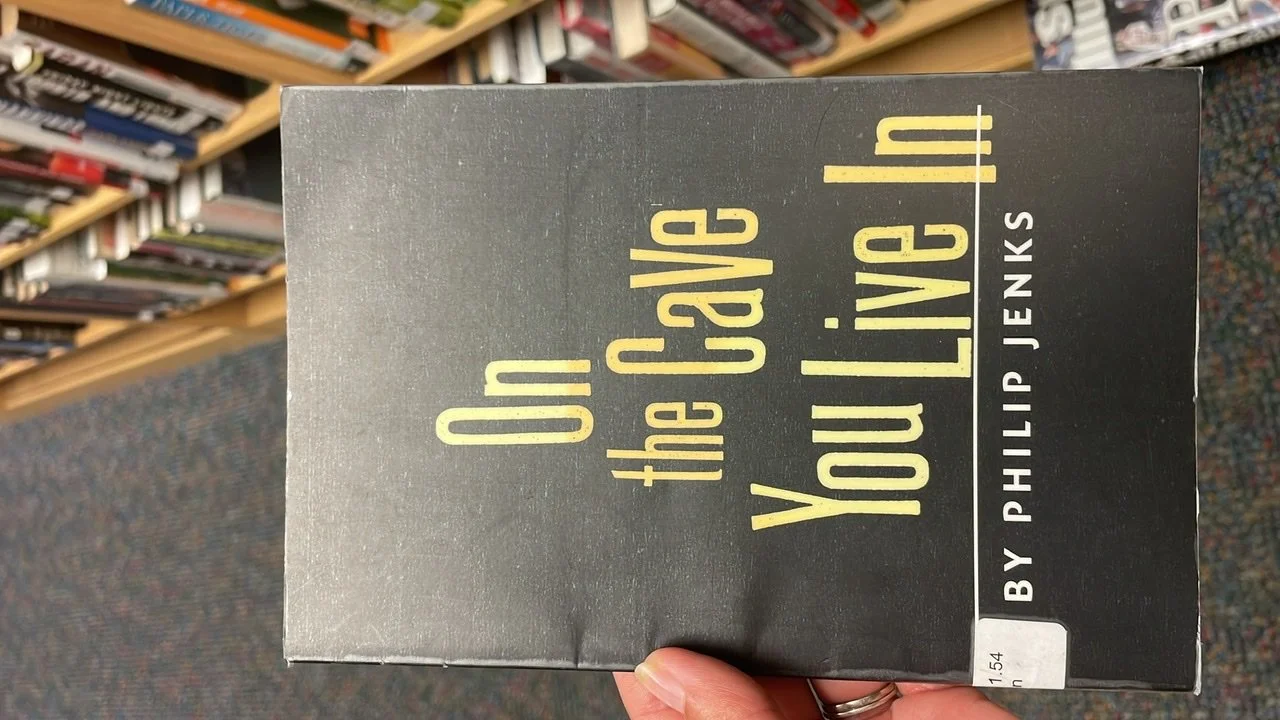 On
the CaVe
You Live In
BY PHILIP JENKS
1.54
n